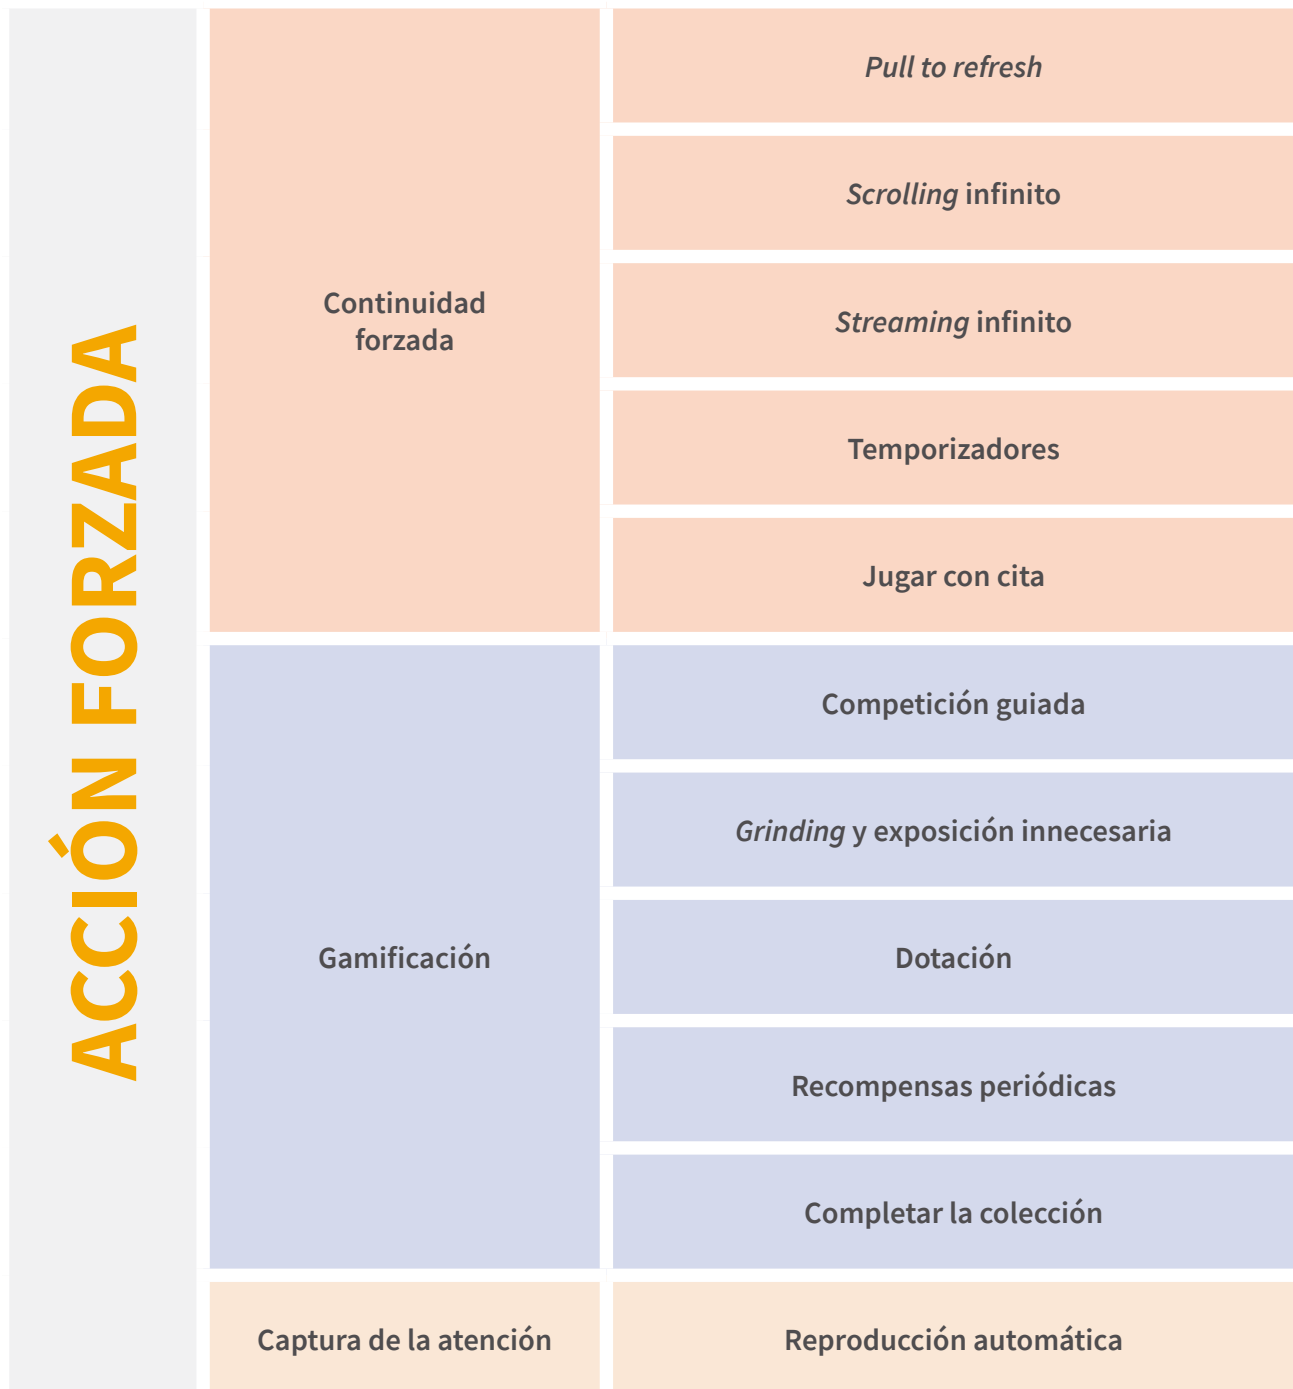 ACCIÓN FORZADA
Continuidad
forzada
Pull to refresh
Scrolling infinito
Streaming infinito
Temporizadores
Jugar con cita
Gamificación
Competición guiada
Grinding y exposición innecesaria
Dotación
Recompensas periódicas
Completar la colección
Captura de la atención
Reproducción automática